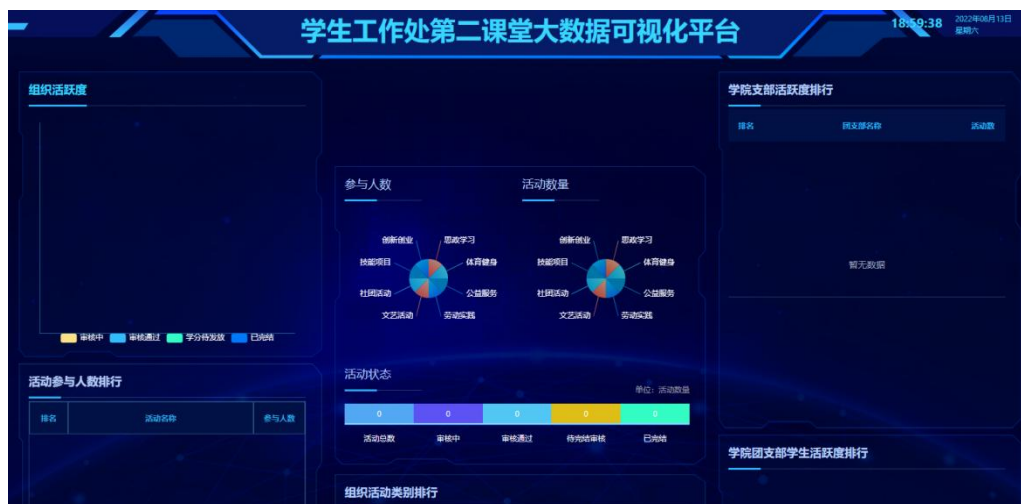 学生工作处第二课堂大数据可视化平台
18:59:38
2022年08月13日
星期六
组织活跃度
审核中 审核通过 学分待发放 已完结
活动参与人数排行
排名 活动名称 参与人数
参与人数
创新创业 思政学习
技能项目 体育健身
社团活动 公益服务
文艺活动 劳动实践
活动数量
创新创业 思政学习
技能项目 体育健身
社团活动 公益服务
文艺活动 劳动实践
活动状态
单位：活动数量
0 0 0 0 0
活动总数 审核中 审核通过 待完结审核 已完结
组织活动类别排行
学院支部活跃度排行
排名 团支部名称 活动数
暂无数据
学院团支部学生活跃度排行